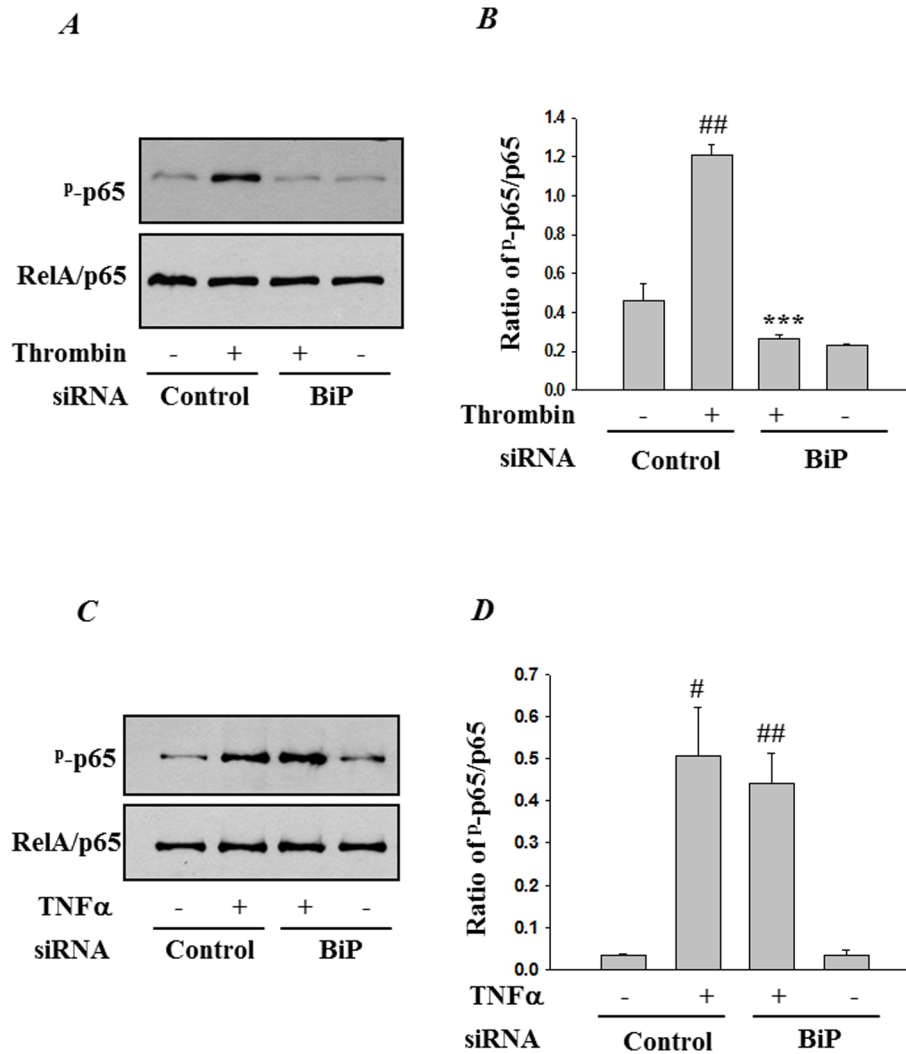 A
p-p65
RelA/p65
Thrombin - + + -
siRNA Control BiP
B
Ratio of p-p65/p65
1.4
1.2
1.0
0.8
0.6
0.4
0.2
0.0
##
***
Thrombin - + + -
siRNA Control BiP
C
p-p65
RelA/p65
TNFα - + + -
siRNA Control BiP
D
Ratio of p-p65/p65
0.7
0.6
0.5
0.4
0.3
0.2
0.1
0.0
#
##
TNFα - + + -
siRNA Control BiP